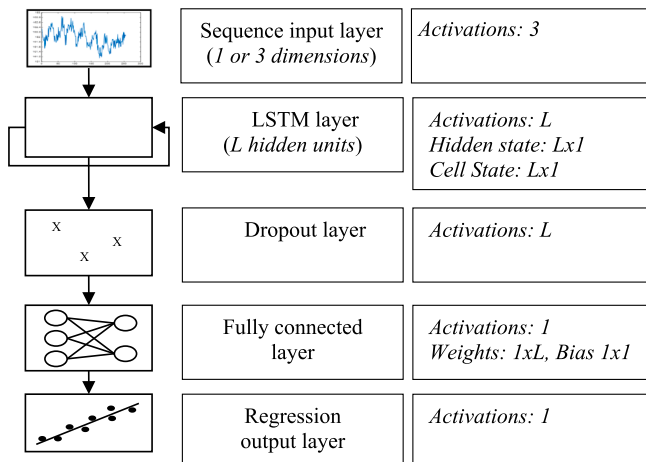 Sequence input layer
(1 or 3 dimensions)
Activations: 3
LSTM layer
(L hidden units)
Activations: L
Hidden state: Lx1
Cell State: Lx1
X
X
X
Dropout layer
Activations: L
Fully connected
layer
Activations: 1
Weights: 1xL, Bias 1x1
Regression
output layer
Activations: 1